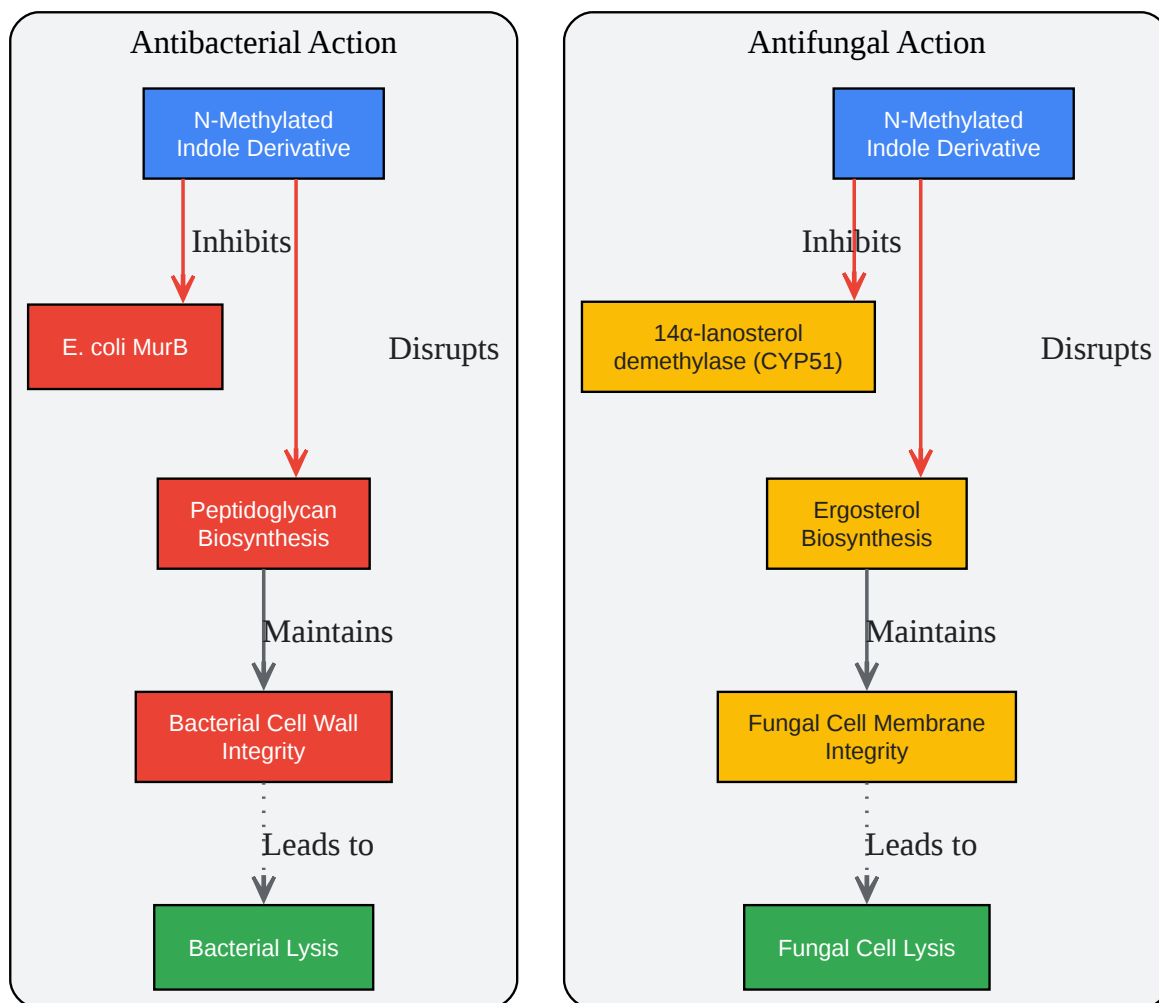 Antibacterial Action
N-Methylated
Indole Derivative
Inhibits
E. coli MurB
Disrupts
Peptidoglycan
Biosynthesis
Maintains
Bacterial Cell Wall
Integrity
Leads to
Bacterial Lysis
Antifungal Action
N-Methylated
Indole Derivative
Inhibits
14α-lanosterol
demethylase (CYP51)
Disrupts
Ergosterol
Biosynthesis
Maintains
Fungal Cell Membrane
Integrity
Leads to
Fungal Cell Lysis